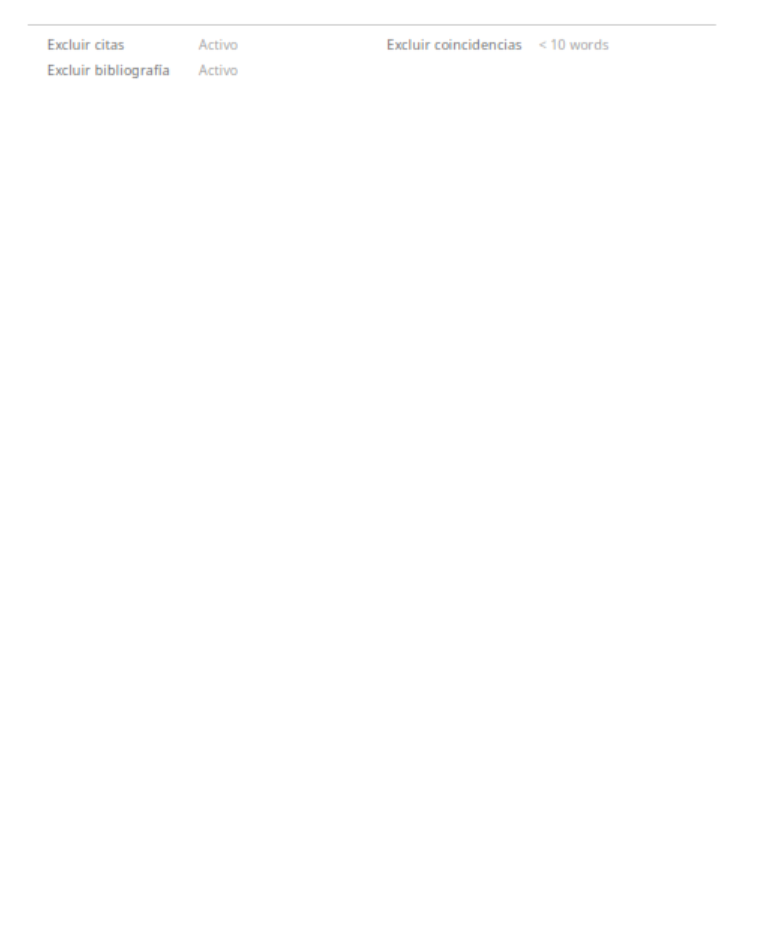 Excluir citas Activo Excluir coincidencias < 10 words
Excluir bibliografía Activo